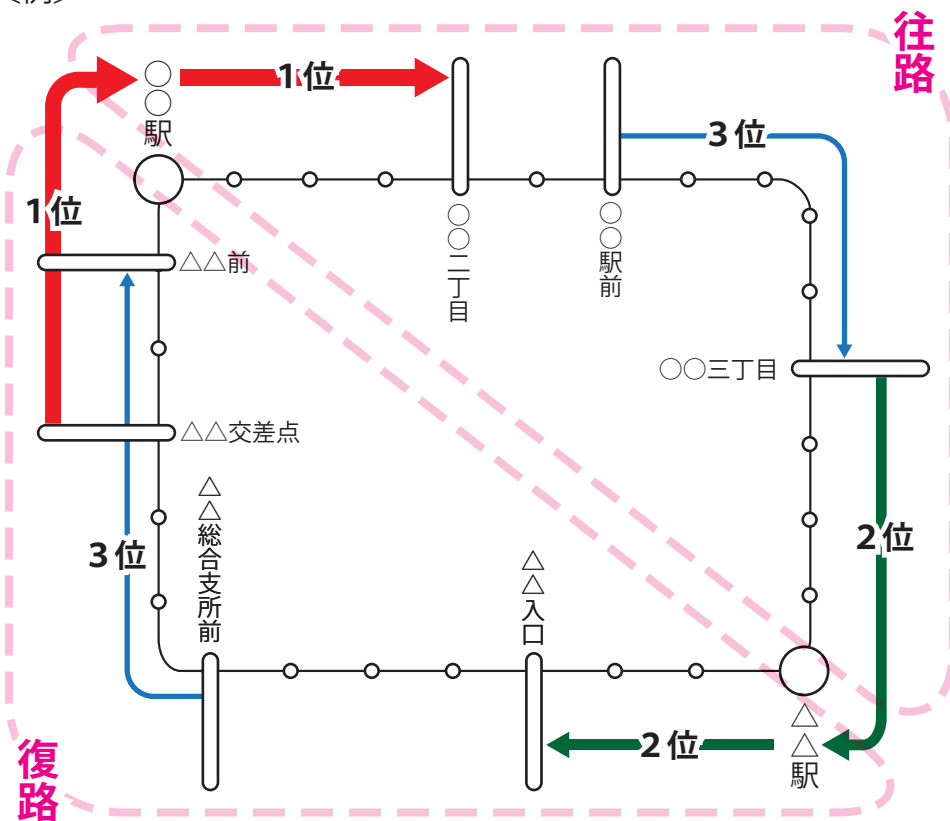 往路
○○駅
1位
3位
1位
○○二丁目
○○駅前
△△前
○○三丁目
△△交差点
△△総合支所前
2位
3位
△△入口
△△駅
2位
復路